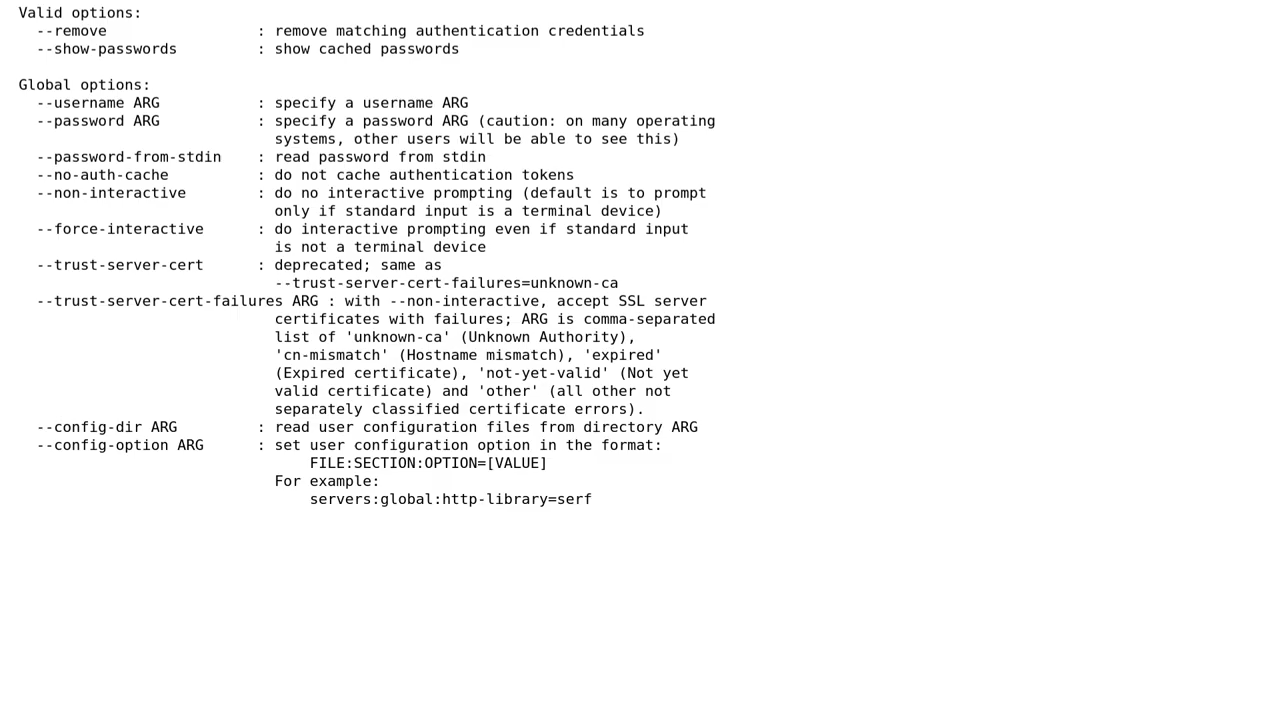 Valid options:
  --remove                 : remove matching authentication credentials
  --show-passwords         : show cached passwords

Global options:
  --username ARG           : specify a username ARG
  --password ARG           : specify a password ARG (caution: on many operating
                             systems, other users will be able to see this)
  --password-from-stdin    : read password from stdin
  --no-auth-cache          : do not cache authentication tokens
  --non-interactive        : do no interactive prompting (default is to prompt
                             only if standard input is a terminal device)
  --force-interactive      : do interactive prompting even if standard input
                             is not a terminal device
  --trust-server-cert      : deprecated; same as
                             --trust-server-cert-failures=unknown-ca
  --trust-server-cert-failures ARG : with --non-interactive, accept SSL server
                             certificates with failures; ARG is comma-separated
                             list of 'unknown-ca' (Unknown Authority),
                             'cn-mismatch' (Hostname mismatch), 'expired'
                             (Expired certificate), 'not-yet-valid' (Not yet
                             valid certificate) and 'other' (all other not
                             separately classified certificate errors).
  --config-dir ARG         : read user configuration files from directory ARG
  --config-option ARG      : set user configuration option in the format:
                                 FILE:SECTION:OPTION=[VALUE]
                             For example:
                                 servers:global:http-library=serf